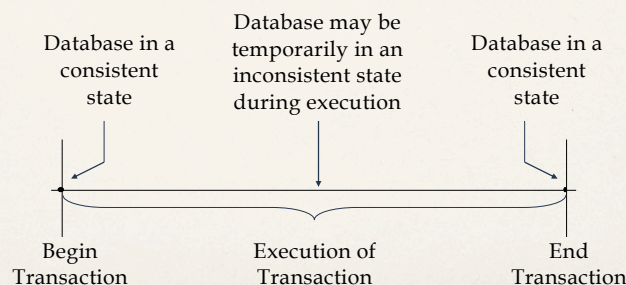 Database in a
consistent
state
Database may be
temporarily in an
inconsistent state
during execution
Database in a
consistent
state
Begin
Transaction
Execution of
Transaction
End
Transaction